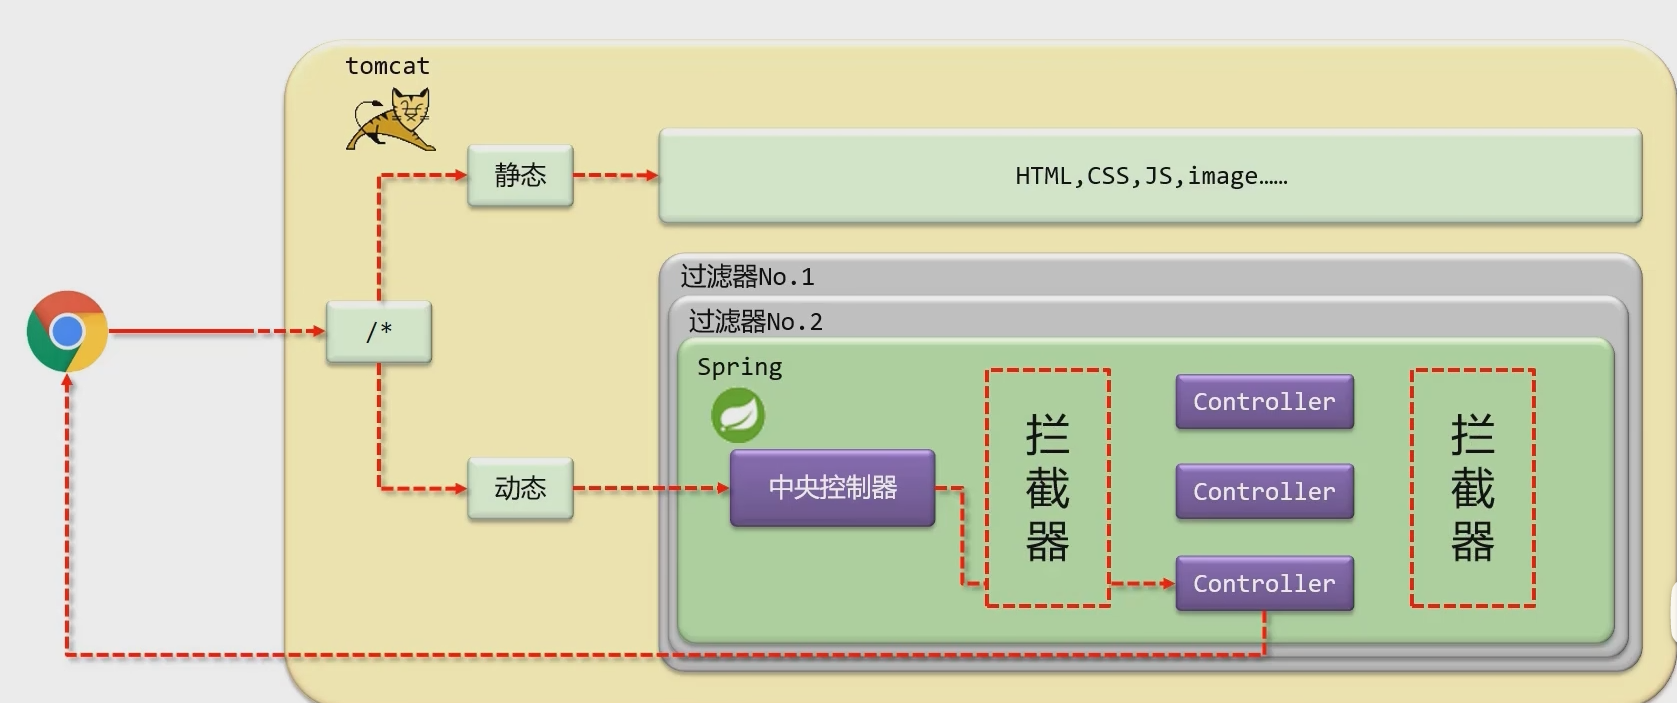 tomcat
静态
HTML,CSS,JS,image……
/*
过滤器No.1
过滤器No.2
Spring
动态
中央控制器
拦
截
器
Controller
Controller
Controller
拦
截
器